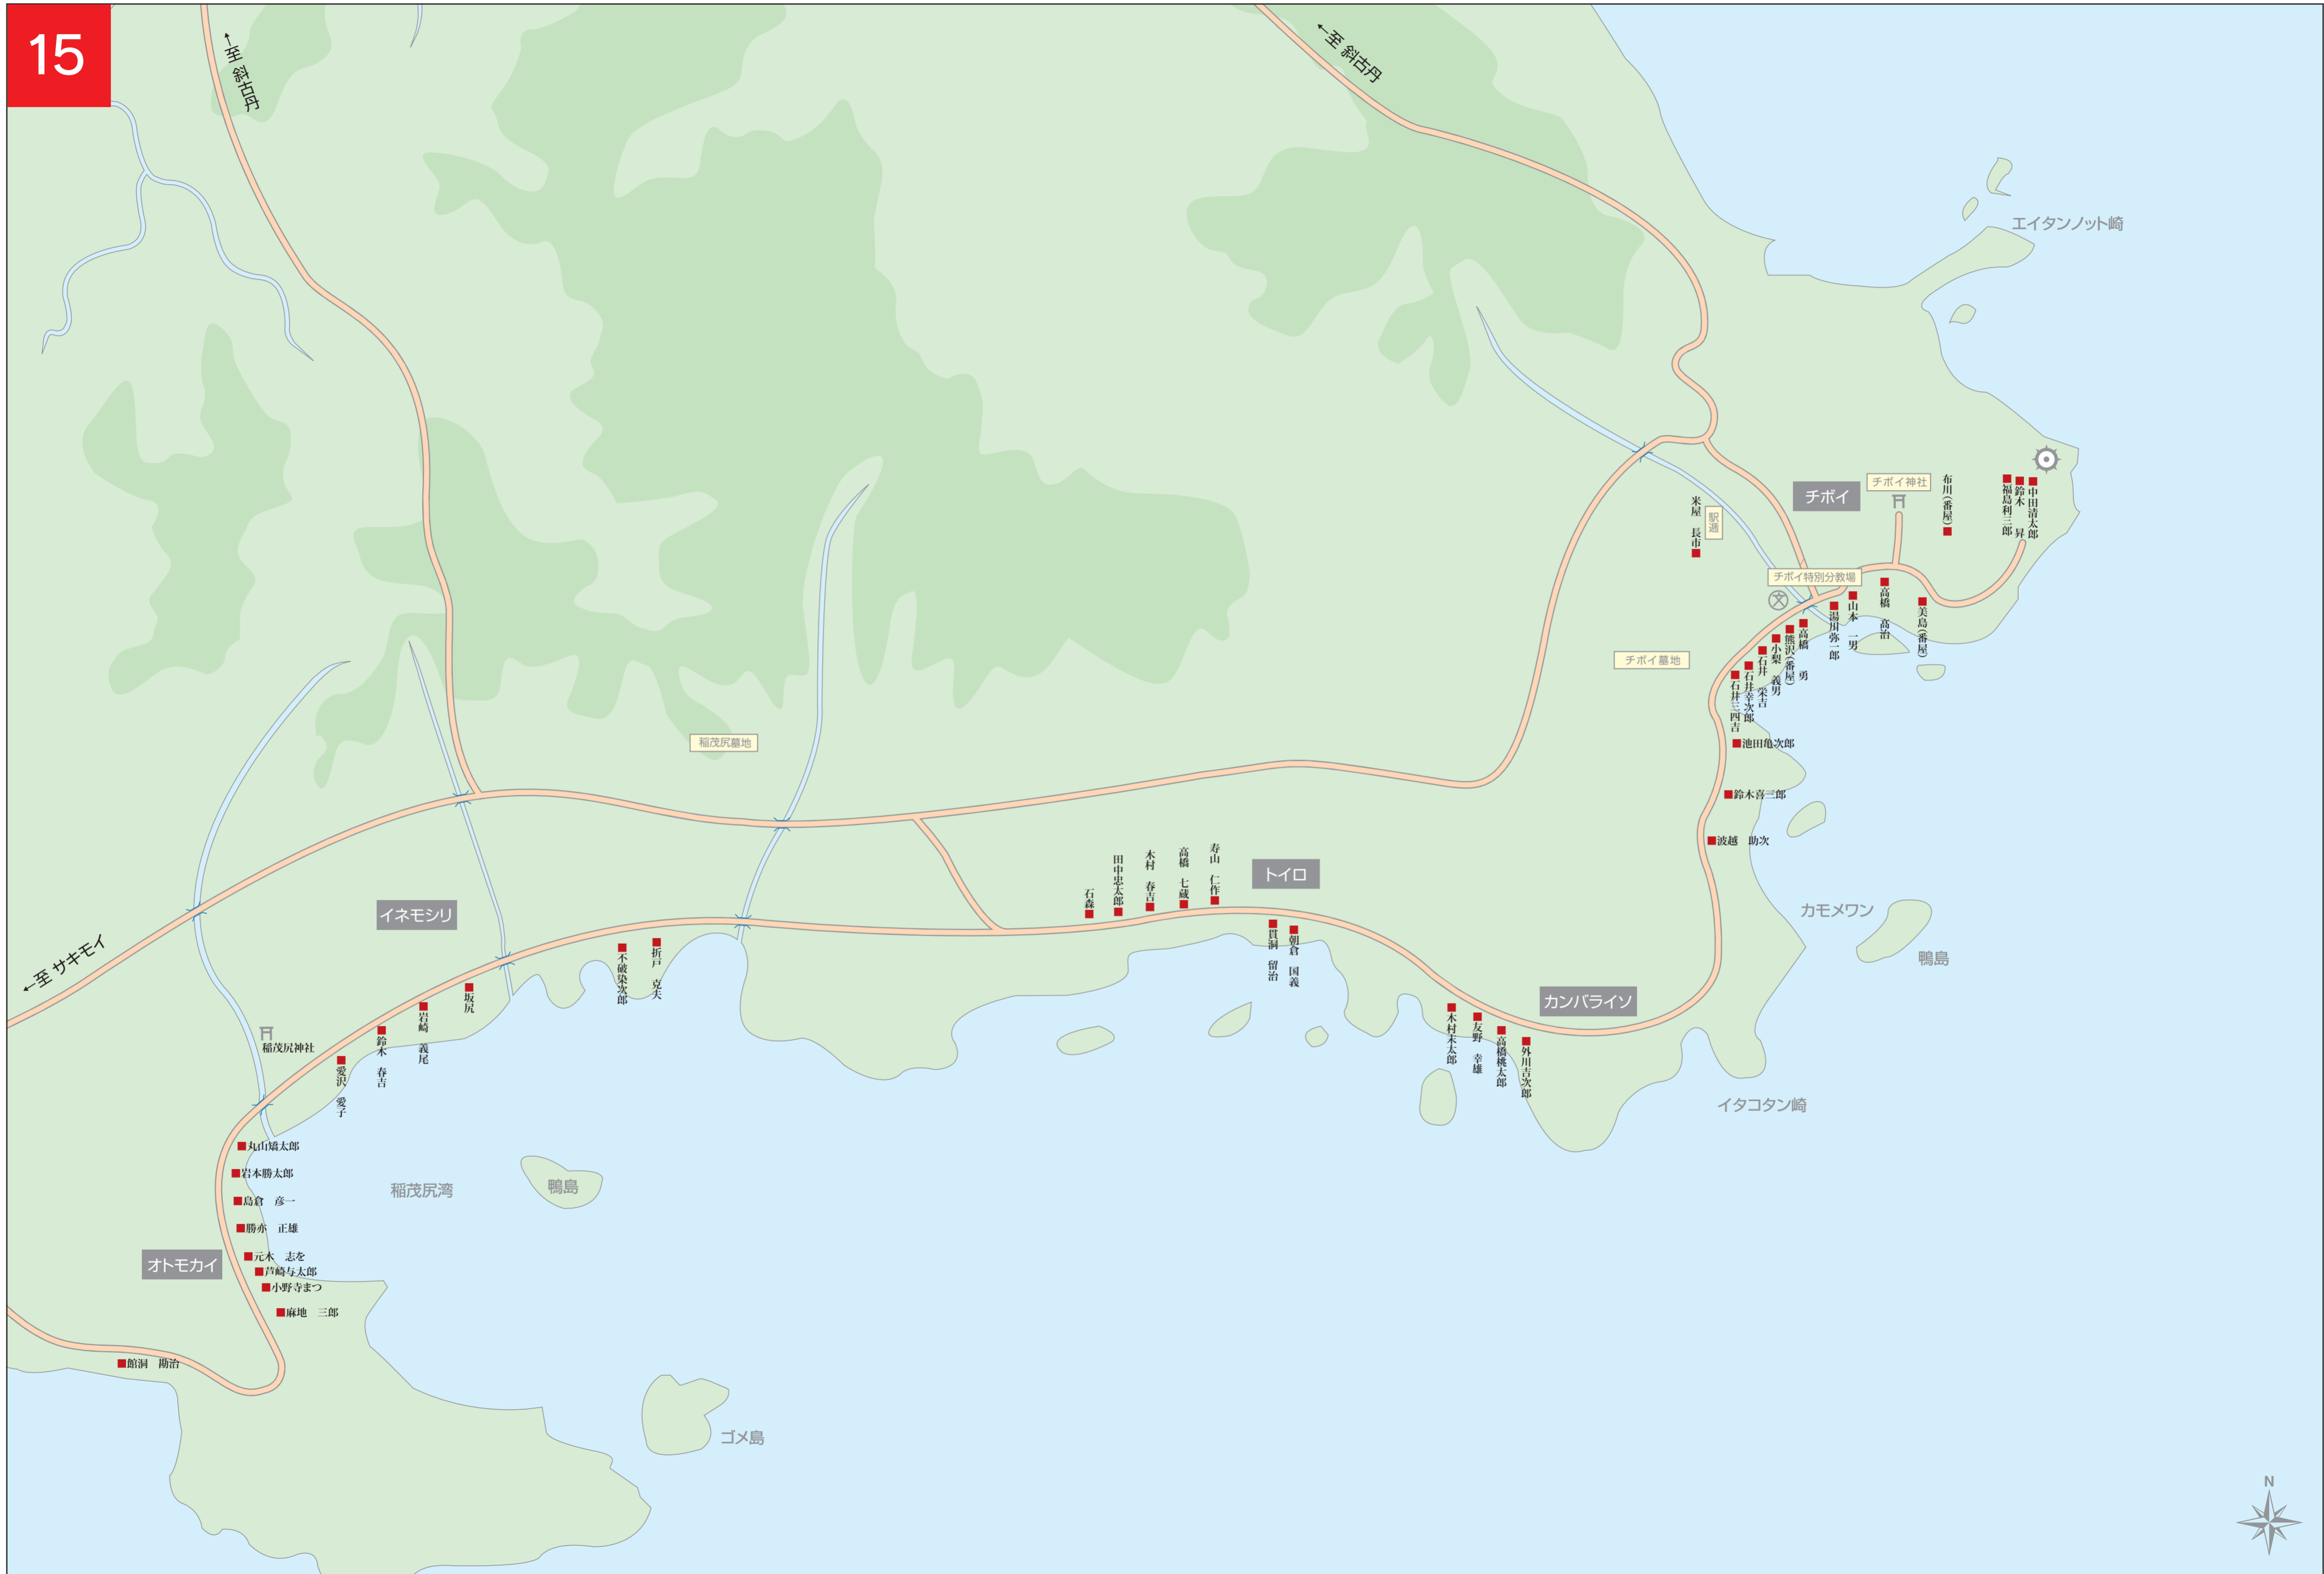 15
←至 斜古丹
←至 斜古丹
エイタンノット崎
チボイ
チボイ神社
布川(番屋)
福島利三郎
鈴木 昇
中田清太郎
米屋 長市
駅逓
チボイ特別分教場
高橋 高治
美島(番屋)
山本 一男
湯川弥一郎
高橋 勇
熊沢(番屋)
小梨 義男
石井 栄吉
石井幸次郎
石井三四吉
チボイ墓地
池田亀次郎
鈴木喜三郎
波越 助次
カモメワン
鴨島
稲茂尻墓地
寿山 仁作
高橋 七蔵
木村 春吉
田中忠太郎
石森
トイロ
貫洞 留治
朝倉 国義
カンバライソ
木村末太郎
友野 幸雄
高橋桃太郎
外川吉次郎
イタコタン崎
イネモシリ
←至 サキモイ
折戸 克夫
不破染次郎
坂尻
岩崎 義尾
鈴木 春吉
愛沢 愛子
稲茂尻神社
丸山矯太郎
岩本勝太郎
島倉 彦一
勝亦 正雄
元木 志を
芦崎与太郎
小野寺まつ
麻地 三郎
オトモカイ
館洞 勘治
稲茂尻湾
鴨島
ゴメ島
N